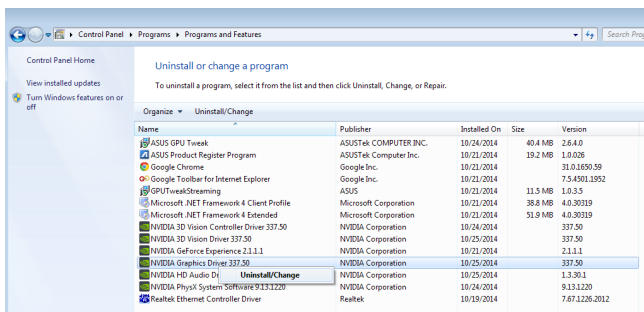 Control Panel ▸ Programs ▸ Programs and Features
Search Prog
Control Panel Home
View installed updates
Turn Windows features on or off
Uninstall or change a program
To uninstall a program, select it from the list and then click Uninstall, Change, or Repair.
Organize Uninstall/Change
Name Publisher Installed On Size Version
ASUS GPU Tweak ASUSTek COMPUTER INC. 10/24/2014 40.4 MB 2.6.4.0
ASUS Product Register Program ASUSTek Computer Inc. 10/21/2014 19.2 MB 1.0.026
Google Chrome Google Inc. 10/21/2014 31.0.1650.59
Google Toolbar for Internet Explorer Google Inc. 10/21/2014 7.5.4501.1952
GPUTweakStreaming ASUS 10/21/2014 11.5 MB 1.0.3.5
Microsoft .NET Framework 4 Client Profile Microsoft Corporation 10/21/2014 38.8 MB 4.0.30319
Microsoft .NET Framework 4 Extended Microsoft Corporation 10/21/2014 51.9 MB 4.0.30319
NVIDIA 3D Vision Controller Driver 337.50 NVIDIA Corporation 10/24/2014 337.50
NVIDIA 3D Vision Driver 337.50 NVIDIA Corporation 10/25/2014 337.50
NVIDIA GeForce Experience 2.1.1.1 NVIDIA Corporation 10/21/2014 2.1.1.1
NVIDIA Graphics Driver 337.50 NVIDIA Corporation 10/25/2014 337.50
NVIDIA HD Audio Dr Uninstall/Change NVIDIA Corporation 10/25/2014 1.3.30.1
NVIDIA PhysX System Software 9.13.1220 NVIDIA Corporation 10/24/2014 9.13.1220
Realtek Ethernet Controller Driver Realtek 10/19/2014 7.67.1226.2012